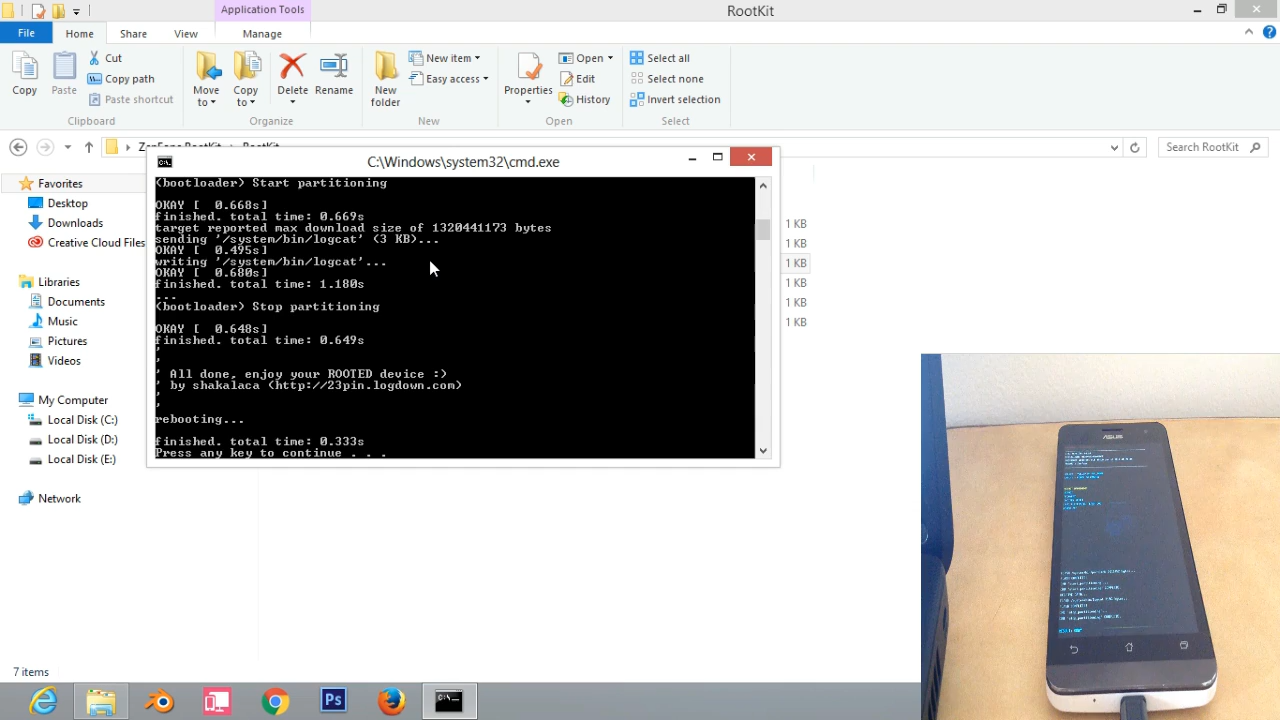 Application Tools
RootKit
File
Home
Share
View
Manage
Copy
Paste
Cut
Copy path
Paste shortcut
Clipboard
Move to
Copy to
Delete
Rename
Organize
New folder
New item
Easy access
New
Properties
Open
Edit
History
Open
Select all
Select none
Invert selection
Select
Search RootKit
Favorites
Desktop
Downloads
Creative Cloud Files
Libraries
Documents
Music
Pictures
Videos
My Computer
Local Disk (C:)
Local Disk (D:)
Local Disk (E:)
Network
7 items
1 KB
1 KB
1 KB
1 KB
1 KB
1 KB
C:\Windows\system32\cmd.exe
(bootloader) Start partitioning
OKAY [  0.668s]
finished. total time: 0.669s
target reported max download size of 1320441173 bytes
sending '/system/bin/logcat' (3 KB)...
OKAY [  0.495s]
writing '/system/bin/logcat'...
OKAY [  0.680s]
finished. total time: 1.180s
...
(bootloader) Stop partitioning
OKAY [  0.648s]
finished. total time: 0.649s
'
'
' All done, enjoy your ROOTED device :)
' by shakalaca (http://23pin.logdown.com)
'
'
rebooting...
finished. total time: 0.333s
Press any key to continue . . .
Ps
ASUS